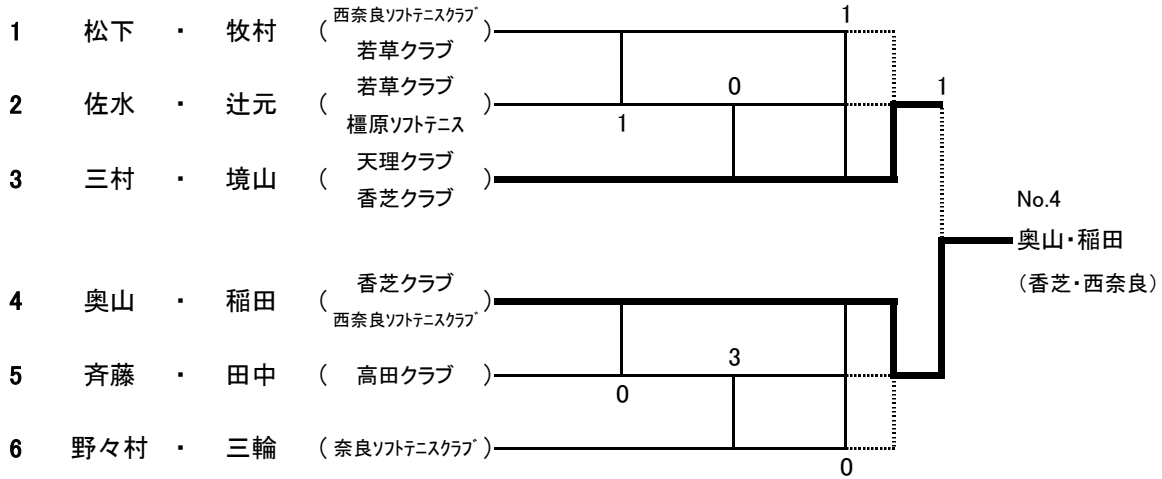 西奈良ソフトテニスクラブ 1
1 松下 ・ 牧村 ( )
若草クラブ
若草クラブ 0
2 佐水 ・ 辻元 ( ) 1
橿原ソフトテニス 1
天理クラブ
3 三村 ・ 境山 ( )
香芝クラブ
No.4
奥山・稲田
(香芝・西奈良)
香芝クラブ
4 奥山 ・ 稲田 ( )
西奈良ソフトテニスクラブ
3
5 斉藤 ・ 田中 ( 高田クラブ )
0
6 野々村 ・ 三輪 ( 奈良ソフトテニスクラブ )
0